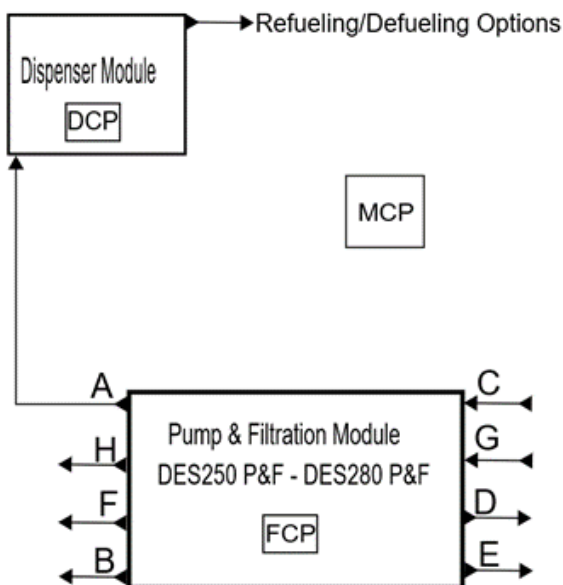 Refueling/Defueling Options
Dispenser Module
DCP
MCP
A
C
Pump & Filtration Module
H
G
DES250 P&F - DES280 P&F
F
D
FCP
B
E